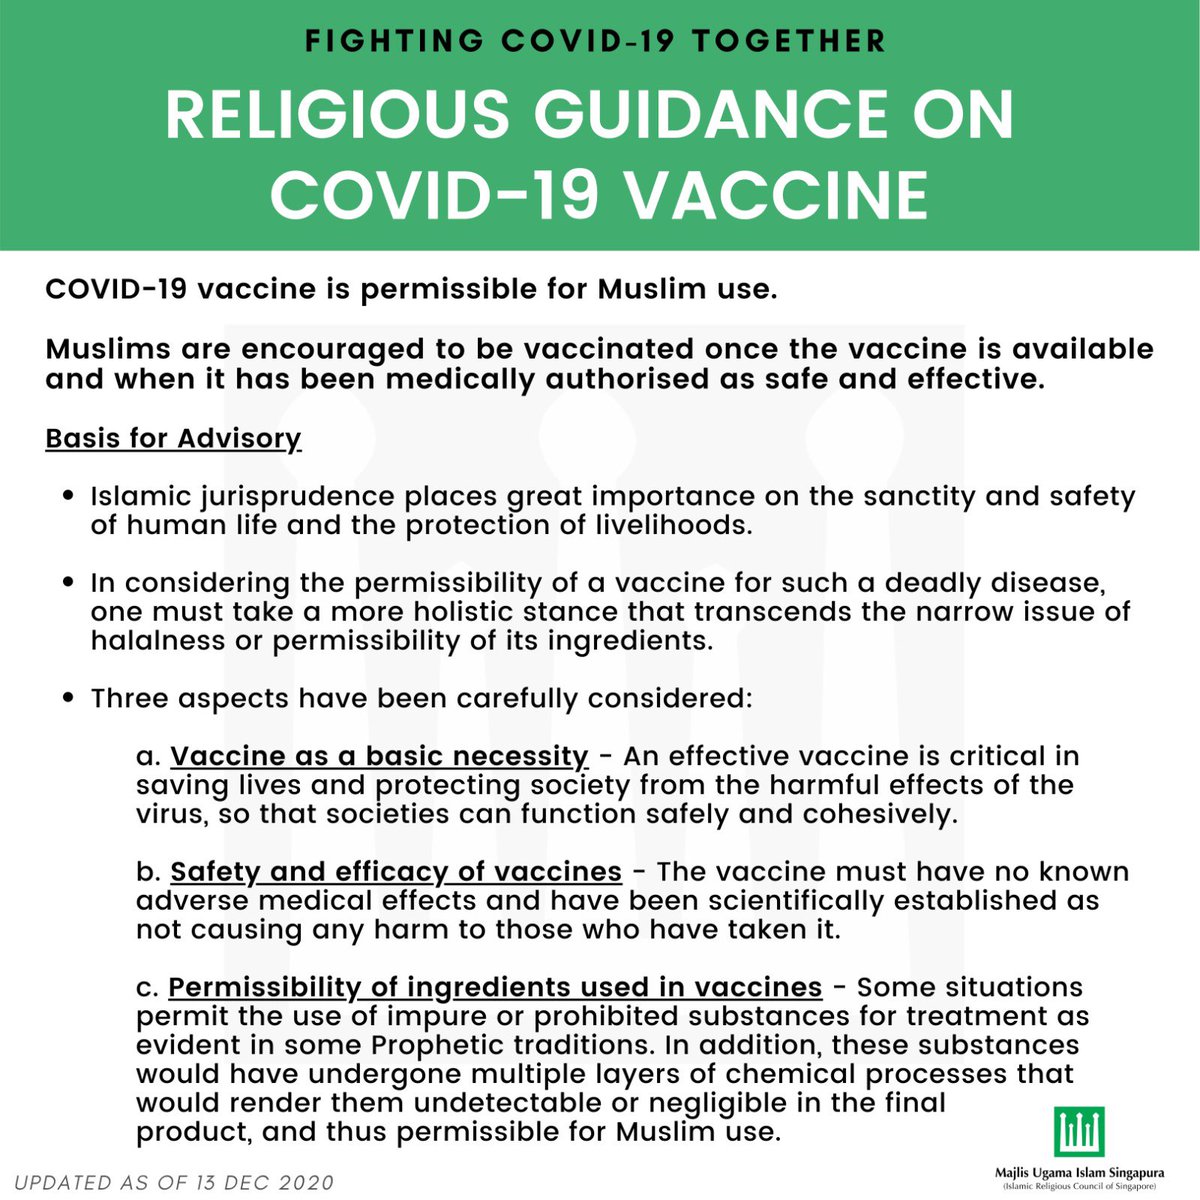 FIGHTING COVID-19 TOGETHER
RELIGIOUS GUIDANCE ON
COVID-19 VACCINE
COVID-19 vaccine is permissible for Muslim use.
Muslims are encouraged to be vaccinated once the vaccine is available
and when it has been medically authorised as safe and effective.
Basis for Advisory
• Islamic jurisprudence places great importance on the sanctity and safety
of human life and the protection of livelihoods.
• In considering the permissibility of a vaccine for such a deadly disease,
one must take a more holistic stance that transcends the narrow issue of
halalness or permissibility of its ingredients.
• Three aspects have been carefully considered:
a. Vaccine as a basic necessity - An effective vaccine is critical in
saving lives and protecting society from the harmful effects of the
virus, so that societies can function safely and cohesively.
b. Safety and efficacy of vaccines - The vaccine must have no known
adverse medical effects and have been scientifically established as
not causing any harm to those who have taken it.
c. Permissibility of ingredients used in vaccines - Some situations
permit the use of impure or prohibited substances for treatment as
evident in some Prophetic traditions. In addition, these substances
would have undergone multiple layers of chemical processes that
would render them undetectable or negligible in the final
product, and thus permissible for Muslim use.
UPDATED AS OF 13 DEC 2020
Majlis Ugama Islam Singapura
(Islamic Religious Council of Singapore)